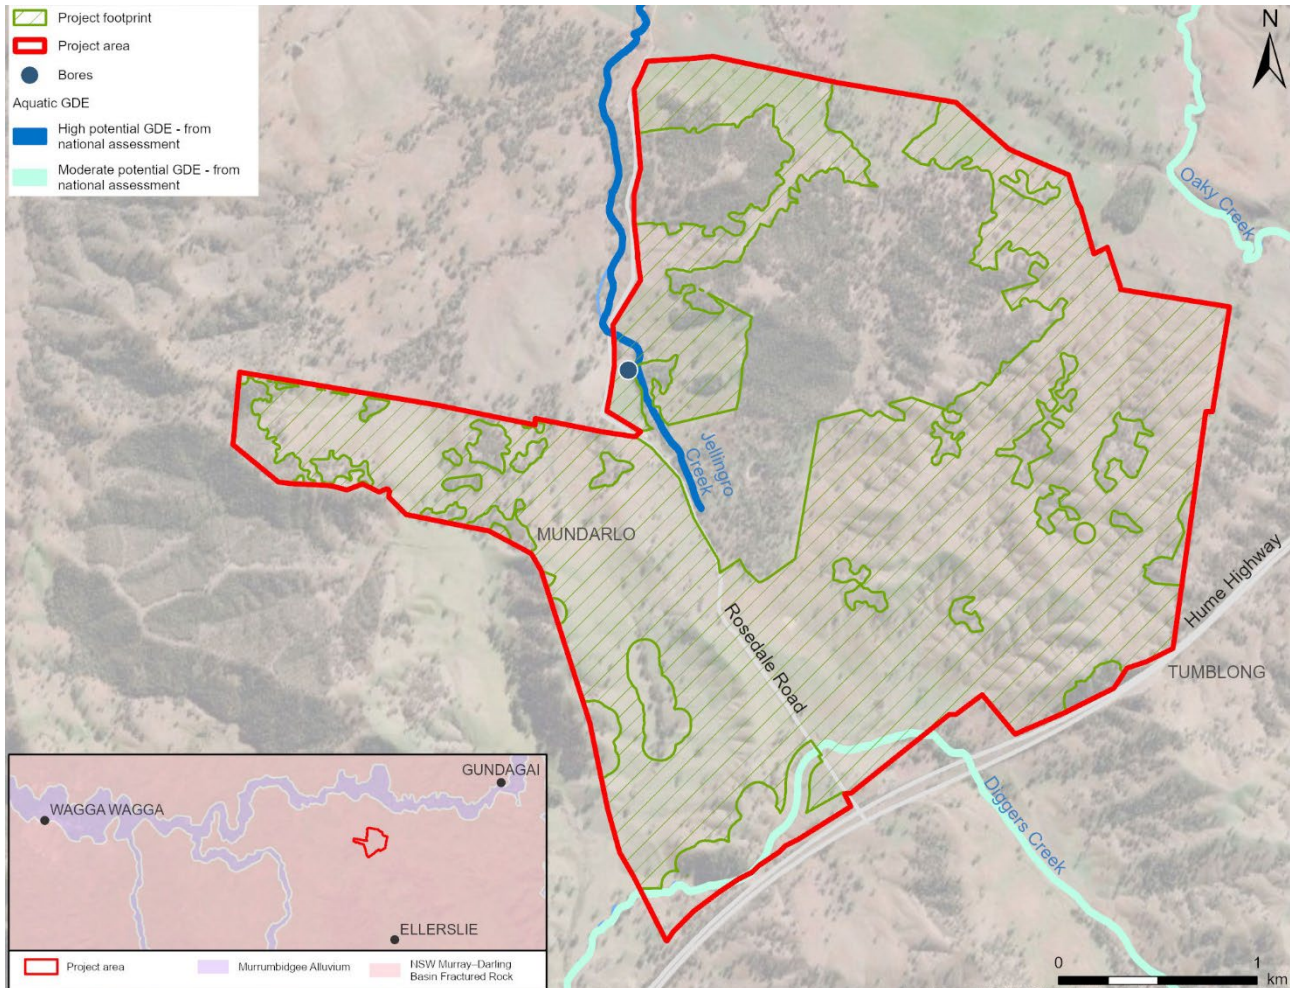 Project footprint
Project area
Bores
Aquatic GDE
High potential GDE - from
national assessment
Moderate potential GDE - from
national assessment
N
Oaky Creek
Jellingro
Creek
MUNDARLO
Rosedale Road
Hume Highway
TUMBLONG
Diggers Creek
GUNDAGAI
WAGGA WAGGA
ELLERSLIE
Project area
Murrumbidgee Alluvium
NSW Murray–Darling
Basin Fractured Rock
0 1
km